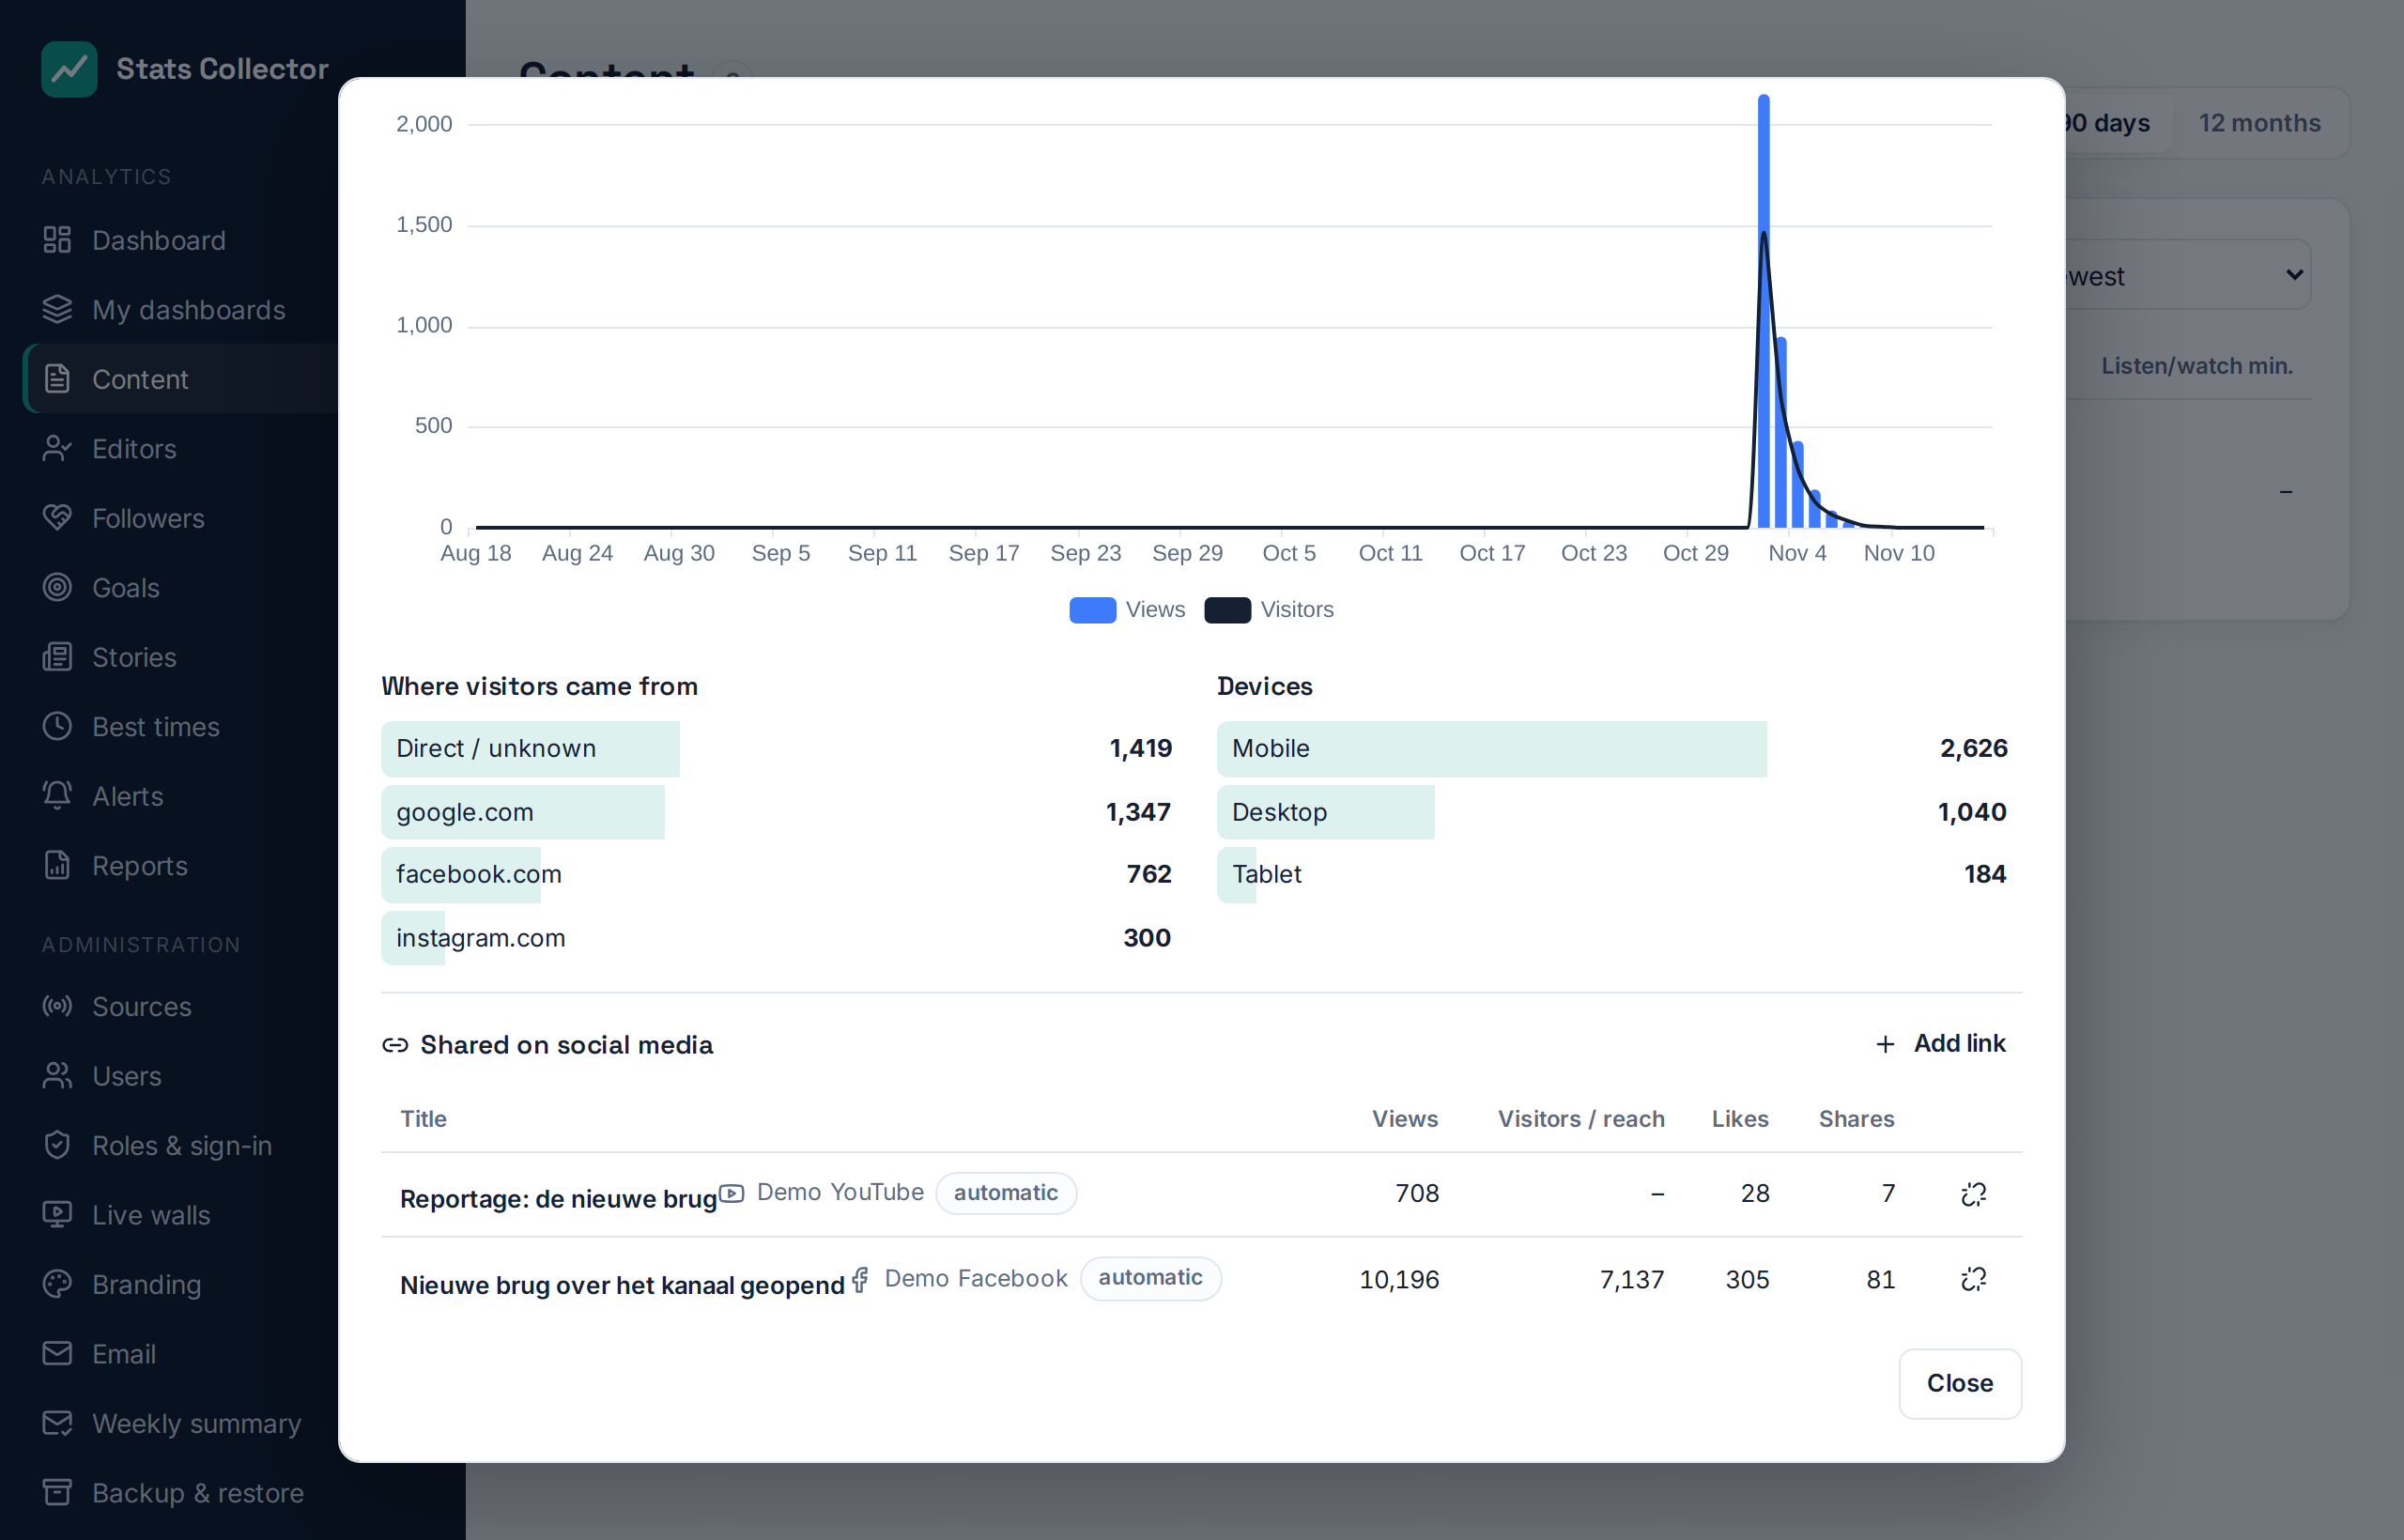 Stats Collector
ANALYTICS
Dashboard
My dashboards
Content
Editors
Followers
Goals
Stories
Best times
Alerts
Reports
ADMINISTRATION
Sources
Users
Roles & sign-in
Live walls
Branding
Email
Weekly summary
Backup & restore
Content
90 days 12 months
Listen/watch min.
–
2,000
1,500
1,000
500
0
Aug 18 Aug 24 Aug 30 Sep 5 Sep 11 Sep 17 Sep 23 Sep 29 Oct 5 Oct 11 Oct 17 Oct 23 Oct 29 Nov 4 Nov 10
Views Visitors
Where visitors came from
Direct / unknown 1,419
google.com 1,347
facebook.com 762
instagram.com 300
Devices
Mobile 2,626
Desktop 1,040
Tablet 184
Shared on social media
+ Add link
Title Views Visitors / reach Likes Shares
Reportage: de nieuwe brug Demo YouTube automatic 708 – 28 7
Nieuwe brug over het kanaal geopend Demo Facebook automatic 10,196 7,137 305 81
Close